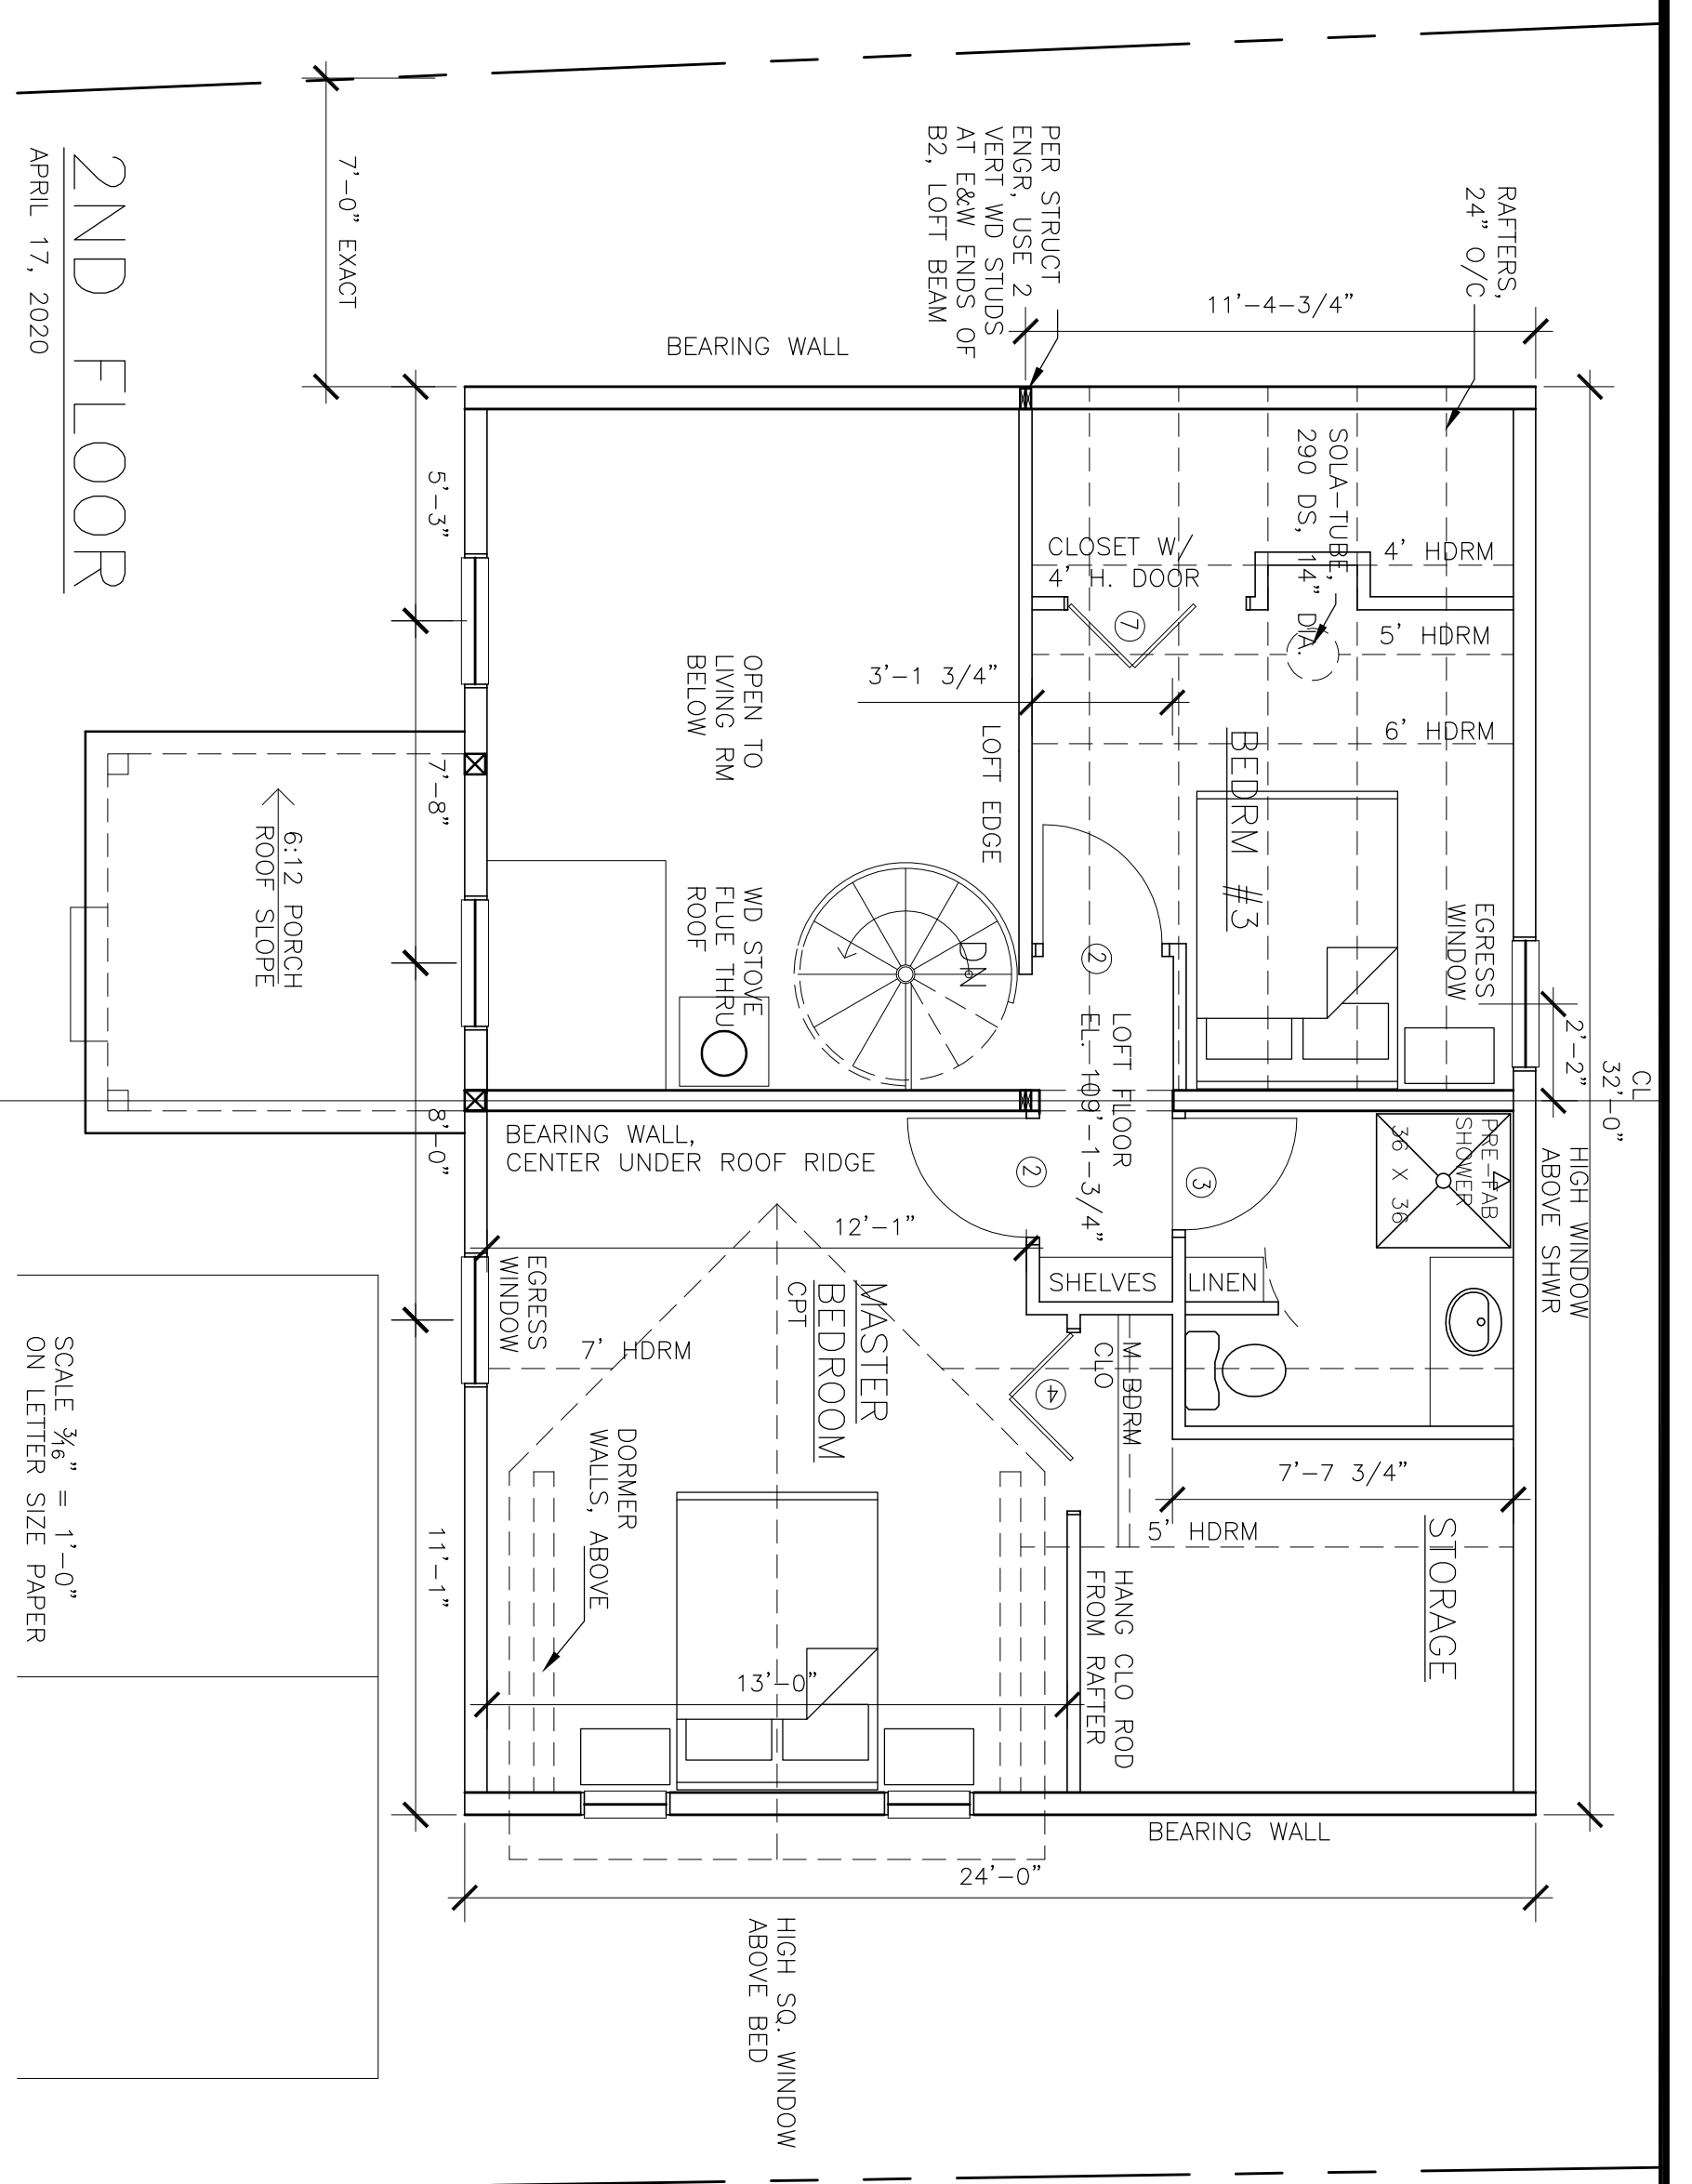 2ND FLOOR
APRIL 17, 2020
7'-0" EXACT
RAFTERS,
24" O/C
PER STRUCT
ENGR, USE 2
VERT WD STUDS
AT E&W ENDS OF
B2, LOFT BEAM
11'-4-3/4"
BEARING WALL
SOLA-TUBE,
290 DS, 14" DIA.
CLOSET W/
4' H. DOOR
4' HDRM
5' HDRM
6' HDRM
7
3'-1 3/4"
BEDRM #3
EGRESS
WINDOW
2'-2"
CL
32'-0"
OPEN TO
LIVING RM
BELOW
LOFT EDGE
WD STOVE
FLUE THRU
ROOF
DN
2
LOFT FLOOR
EL. 109'-1-3/4"
5'-3"
7'-8"
8'-0"
11'-1"
6:12 PORCH
ROOF SLOPE
BEARING WALL,
CENTER UNDER ROOF RIDGE
2
3
PRE-FAB
SHOWER
36 X 36
HIGH WINDOW
ABOVE SHWR
12'-1"
SHELVES
LINEN
EGRESS
WINDOW
MASTER
BEDROOM
CPT
7' HDRM
M BDRM
CLO
4
7'-7 3/4"
5' HDRM
STORAGE
DORMER
WALLS, ABOVE
HANG CLO ROD
FROM RAFTER
13'-0"
BEARING WALL
24'-0"
HIGH SQ. WINDOW
ABOVE BED
SCALE 3/16" = 1'-0"
ON LETTER SIZE PAPER